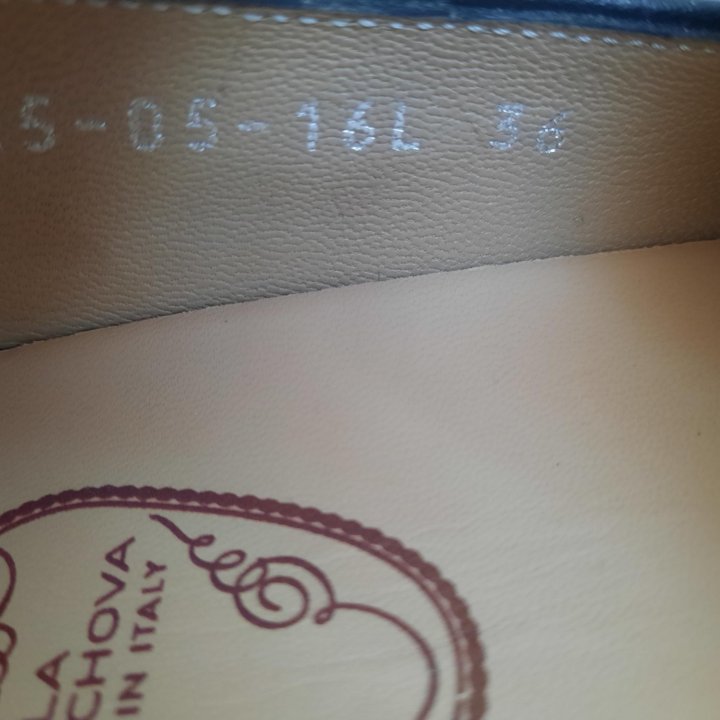 5-05-16L 36
LA
CHOVA
IN ITALY